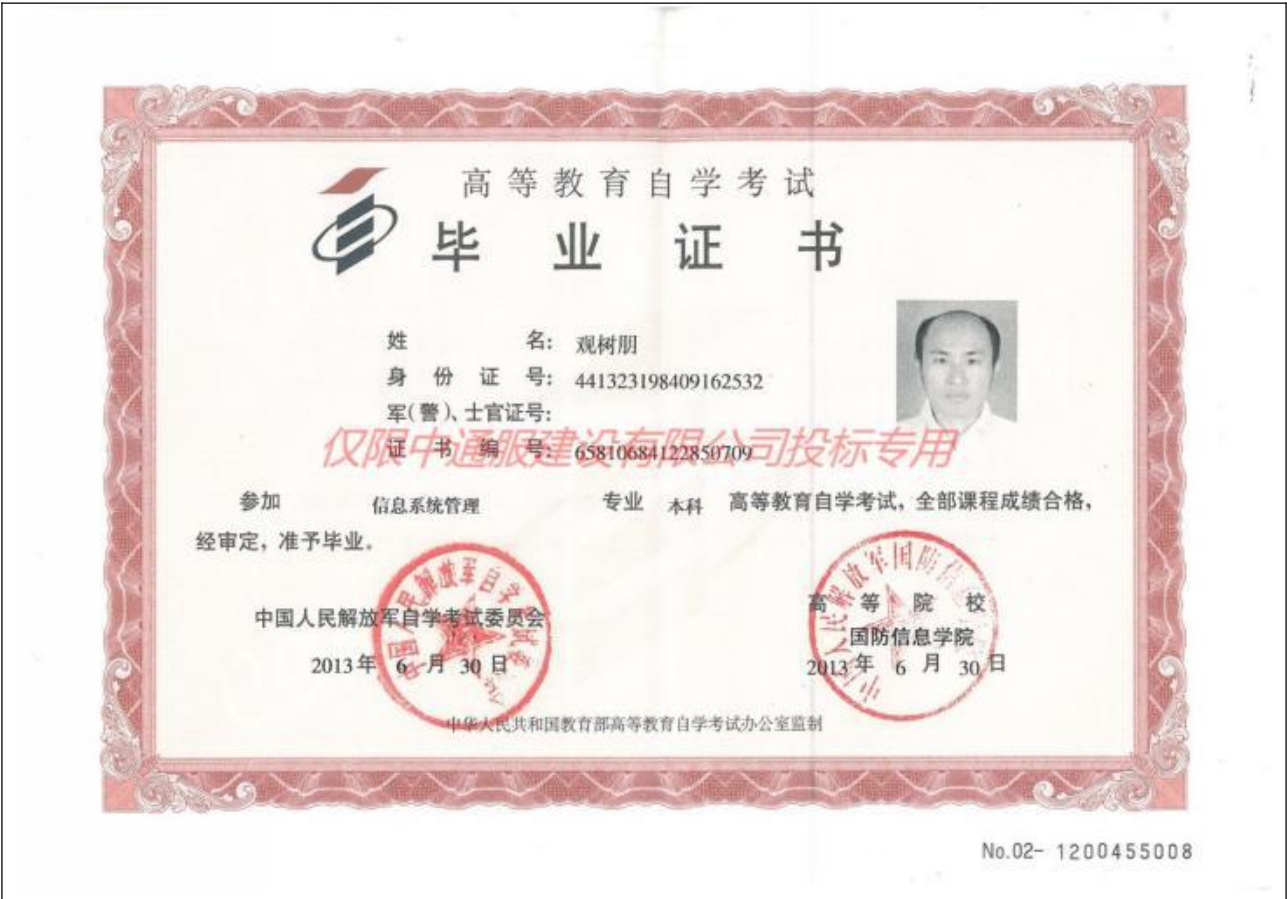 高等教育自学考试
毕业证书
姓名: 观树朋
身份证号: 441323198409162532
军(警)、士官证号:
证书编号: 65810684122850709
仅限中通服建设有限公司投标专用
参加 信息系统管理 专业 本科 高等教育自学考试, 全部课程成绩合格,
经审定, 准予毕业。
中国人民解放军自学考试委员会
2013年 6 月 30 日
高等院校
国防信息学院
2013年 6 月 30 日
中华人民共和国教育部高等教育自学考试办公室监制
No.02- 1200455008